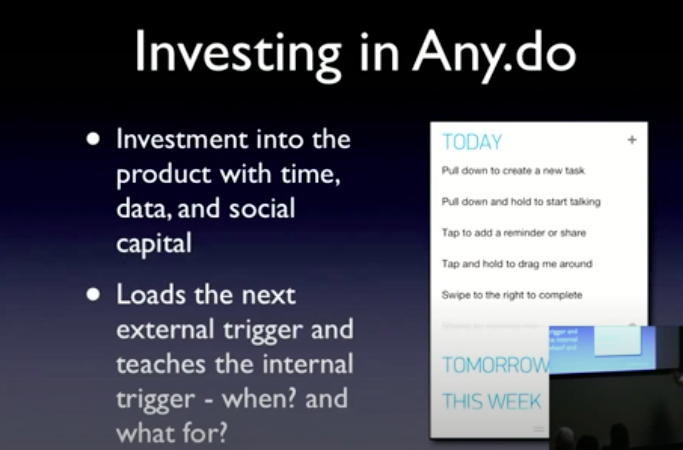 Investing in Any.do
• Investment into the
product with time,
data, and social
capital
• Loads the next
external trigger and
teaches the internal
trigger - when? and
what for?
TODAY +
Pull down to create a new task
Pull down and hold to start talking
Tap to add a reminder or share
Tap and hold to drag me around
Swipe to the right to complete
TOMORROW
THIS WEEK